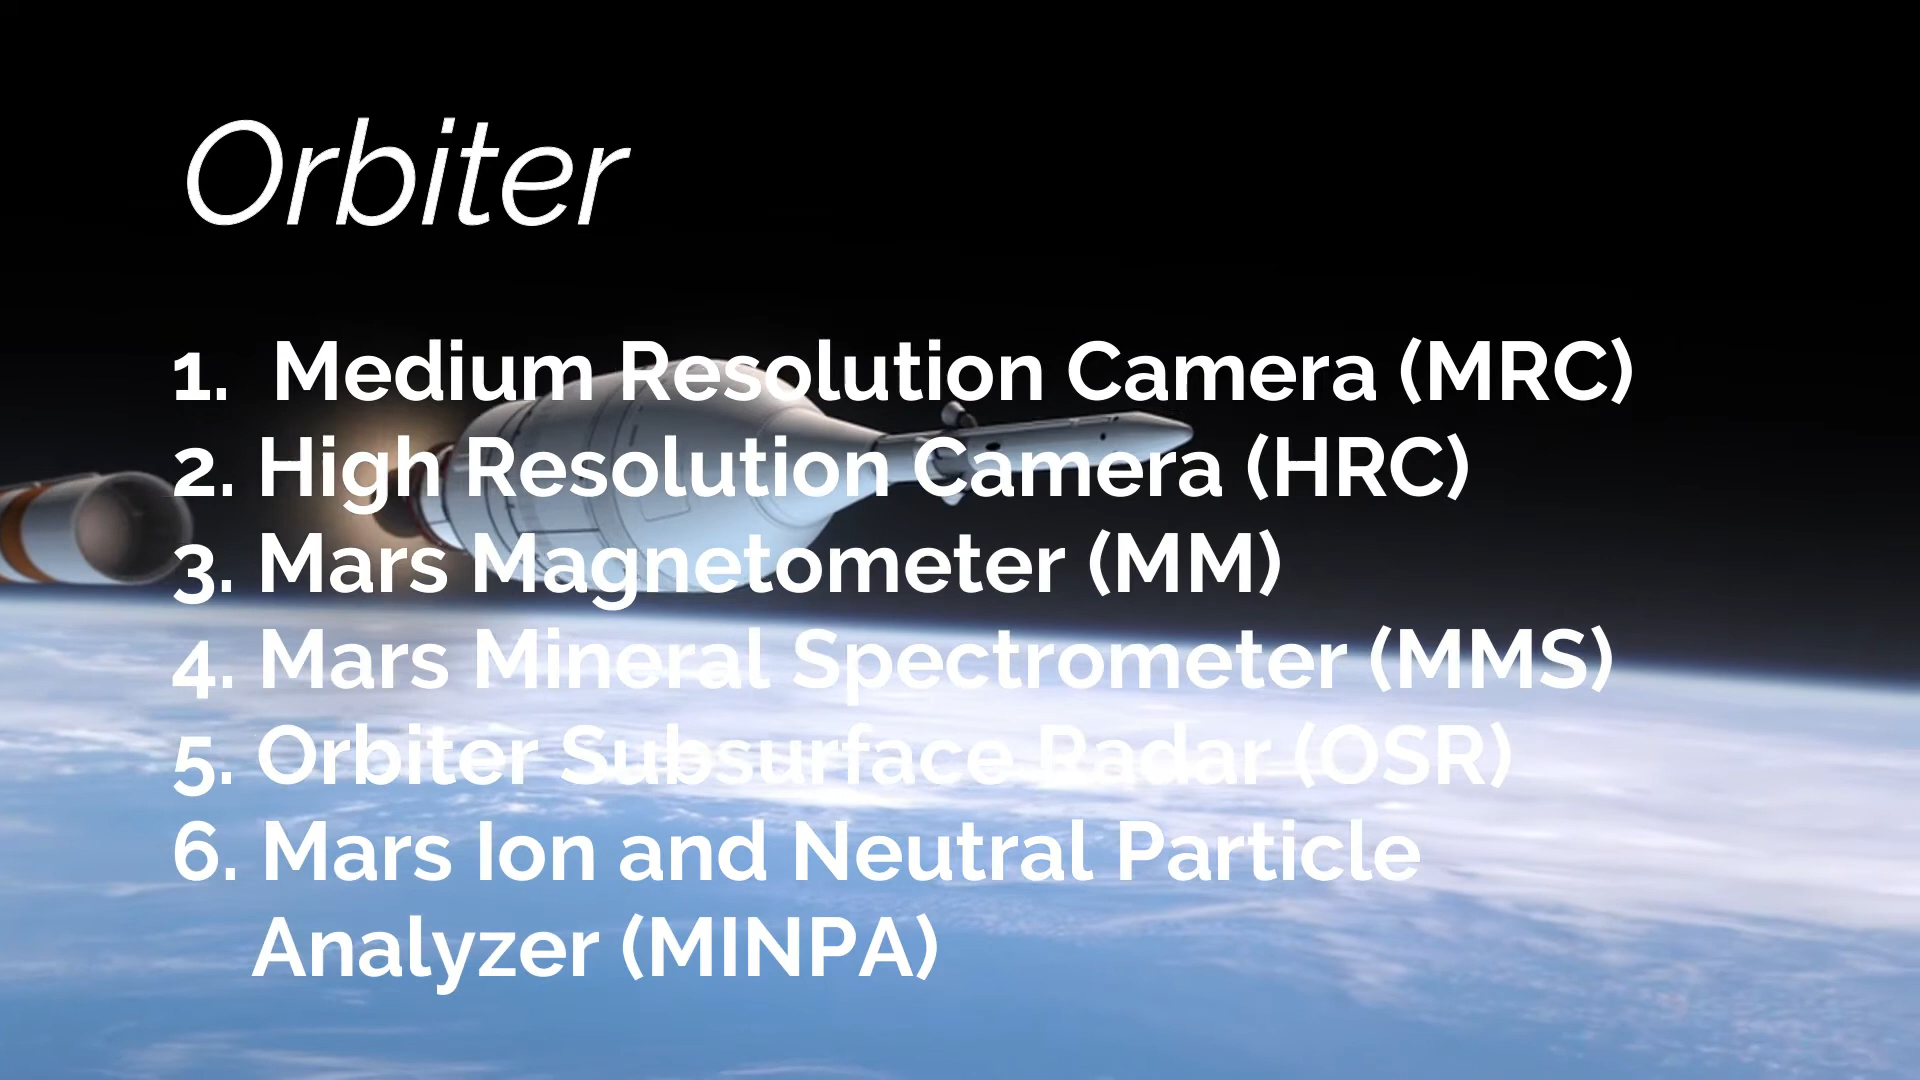 Orbiter
1. Medium Resolution Camera (MRC)
2. High Resolution Camera (HRC)
3. Mars Magnetometer (MM)
4. Mars Mineral Spectrometer (MMS)
5. Orbiter Subsurface Radar (OSR)
6. Mars Ion and Neutral Particle
Analyzer (MINPA)